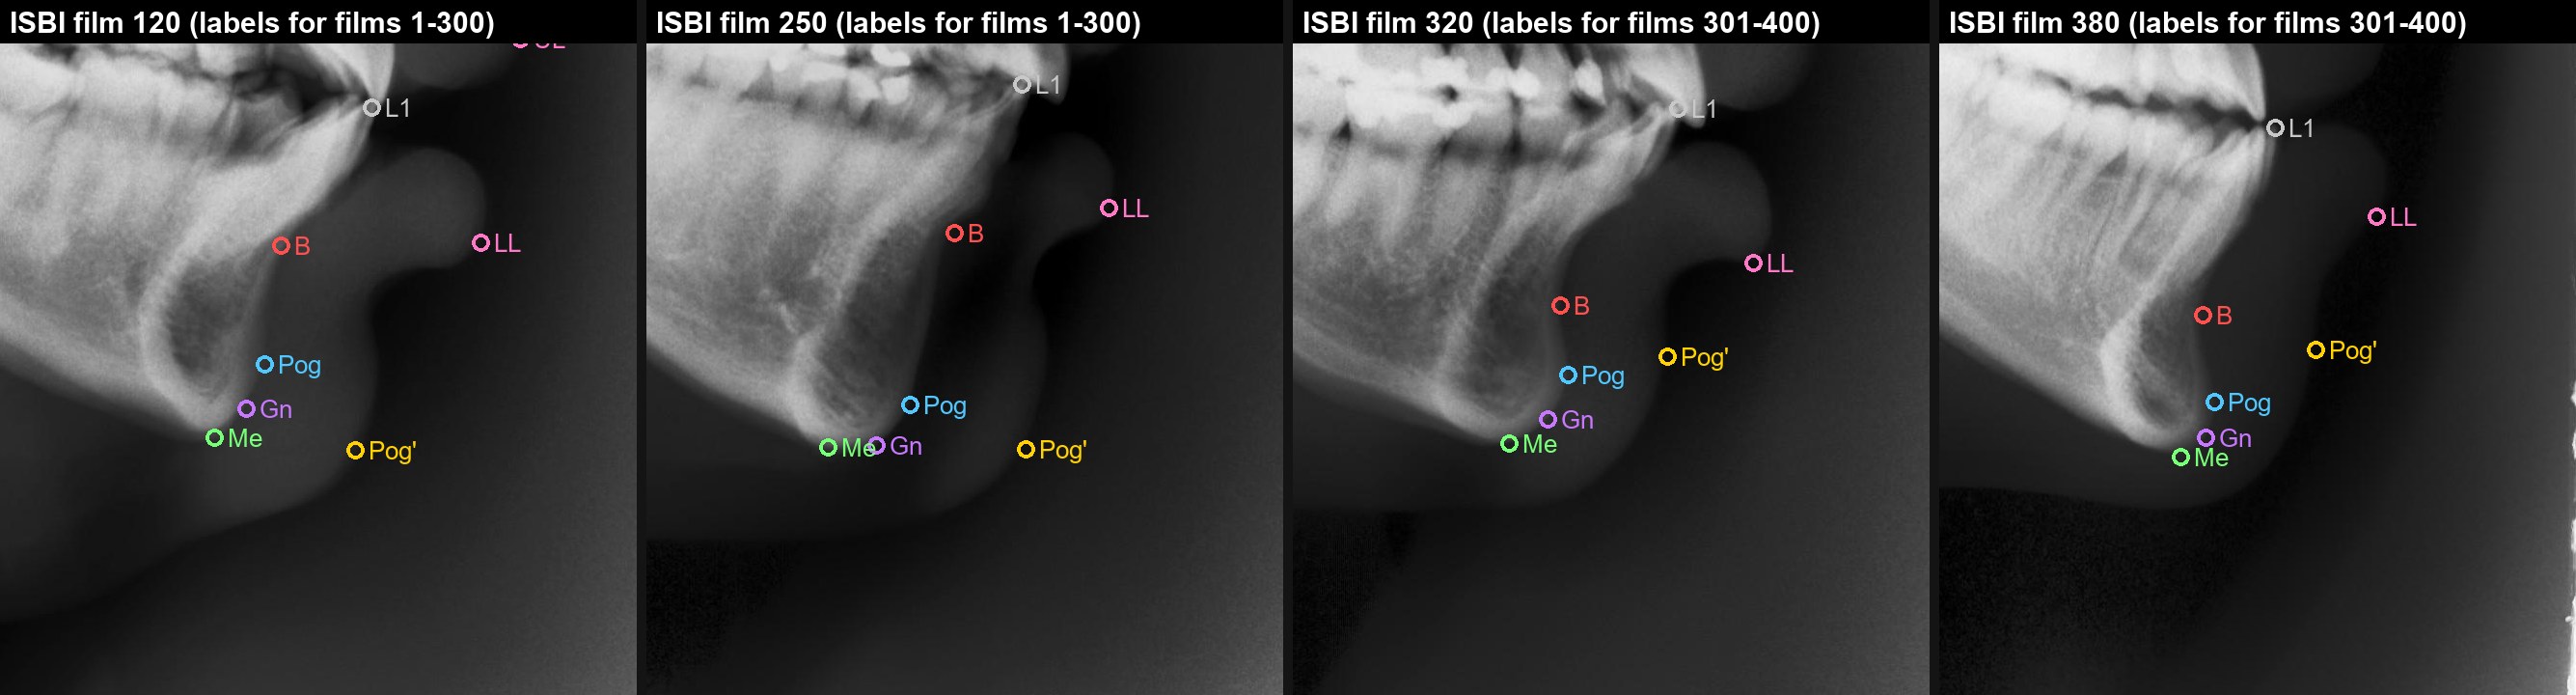 ISBI film 120 (labels for films 1-300)
L1
B
LL
Pog
Gn
Me
Pog'
ISBI film 250 (labels for films 1-300)
L1
LL
B
Pog
Me
Gn
Pog'
ISBI film 320 (labels for films 301-400)
L1
LL
B
Pog'
Pog
Gn
Me
ISBI film 380 (labels for films 301-400)
L1
LL
B
Pog'
Pog
Gn
Me